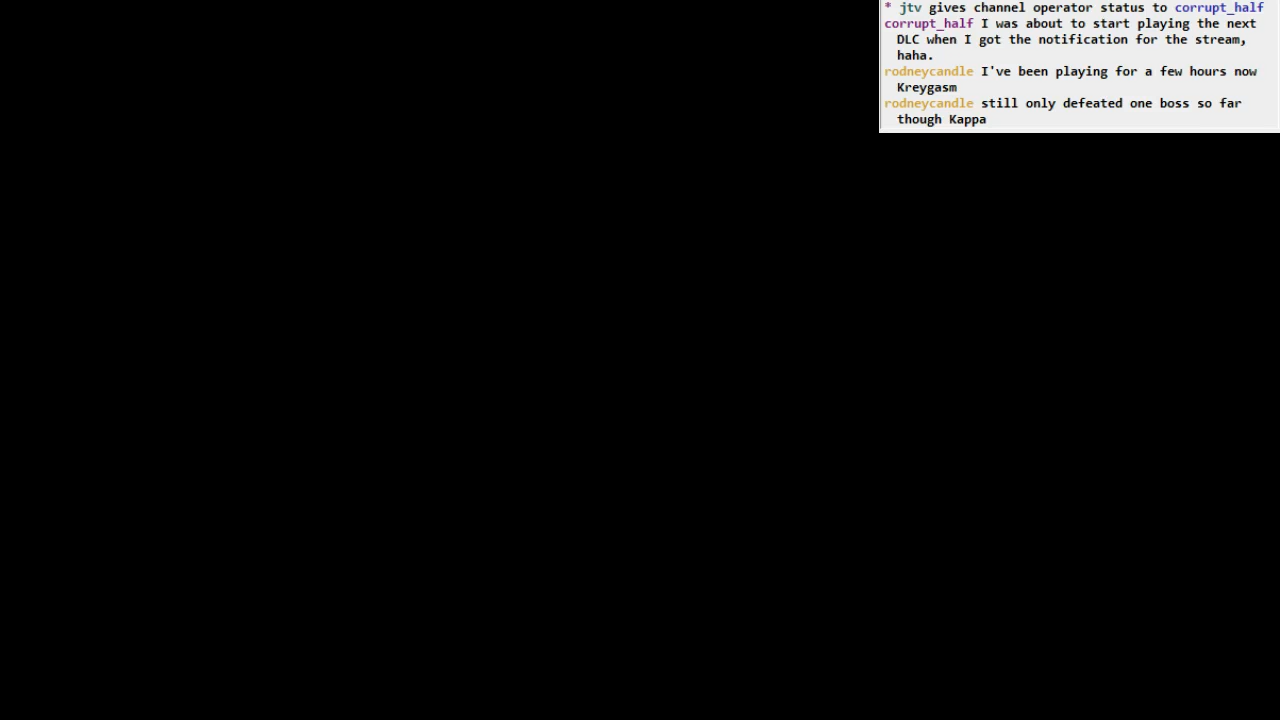 * jtv gives channel operator status to corrupt_half
corrupt_half I was about to start playing the next
DLC when I got the notification for the stream,
haha.
rodneycandle I've been playing for a few hours now
Kreygasm
rodneycandle still only defeated one boss so far
though Kappa